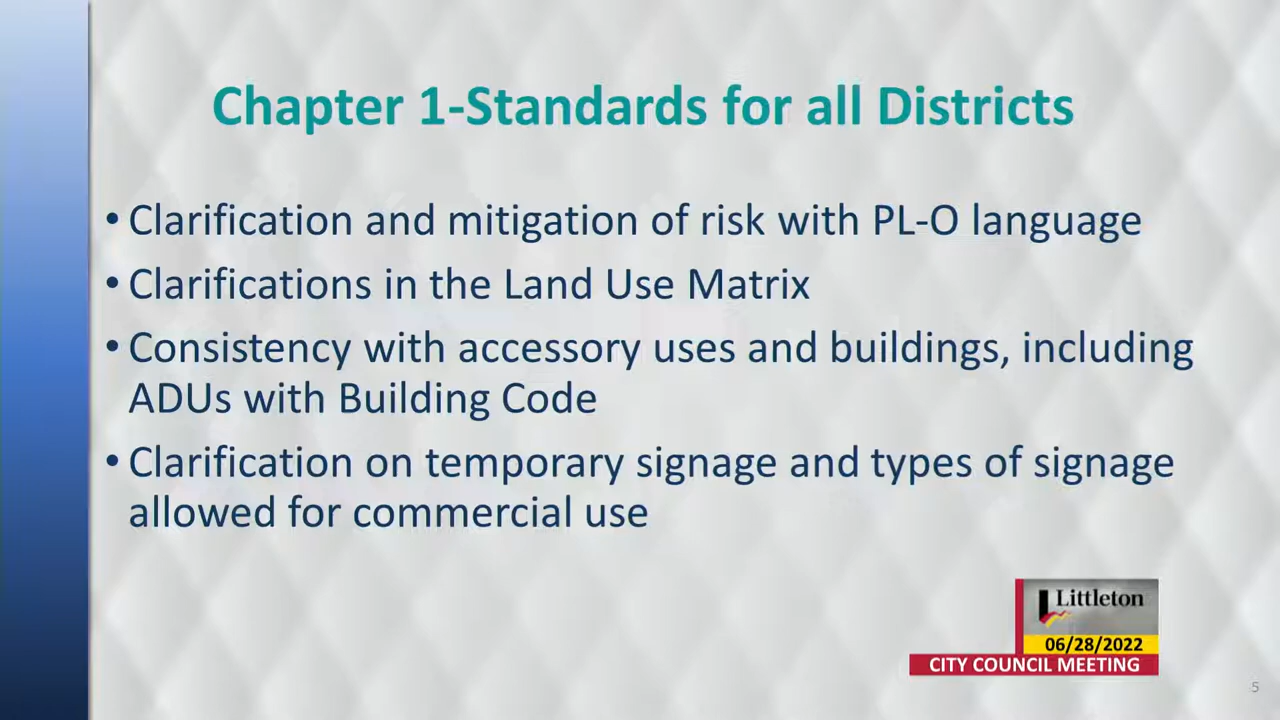 Chapter 1-Standards for all Districts
• Clarification and mitigation of risk with PL-O language
• Clarifications in the Land Use Matrix
• Consistency with accessory uses and buildings, including
ADUs with Building Code
• Clarification on temporary signage and types of signage
allowed for commercial use
Littleton
06/28/2022
CITY COUNCIL MEETING
5